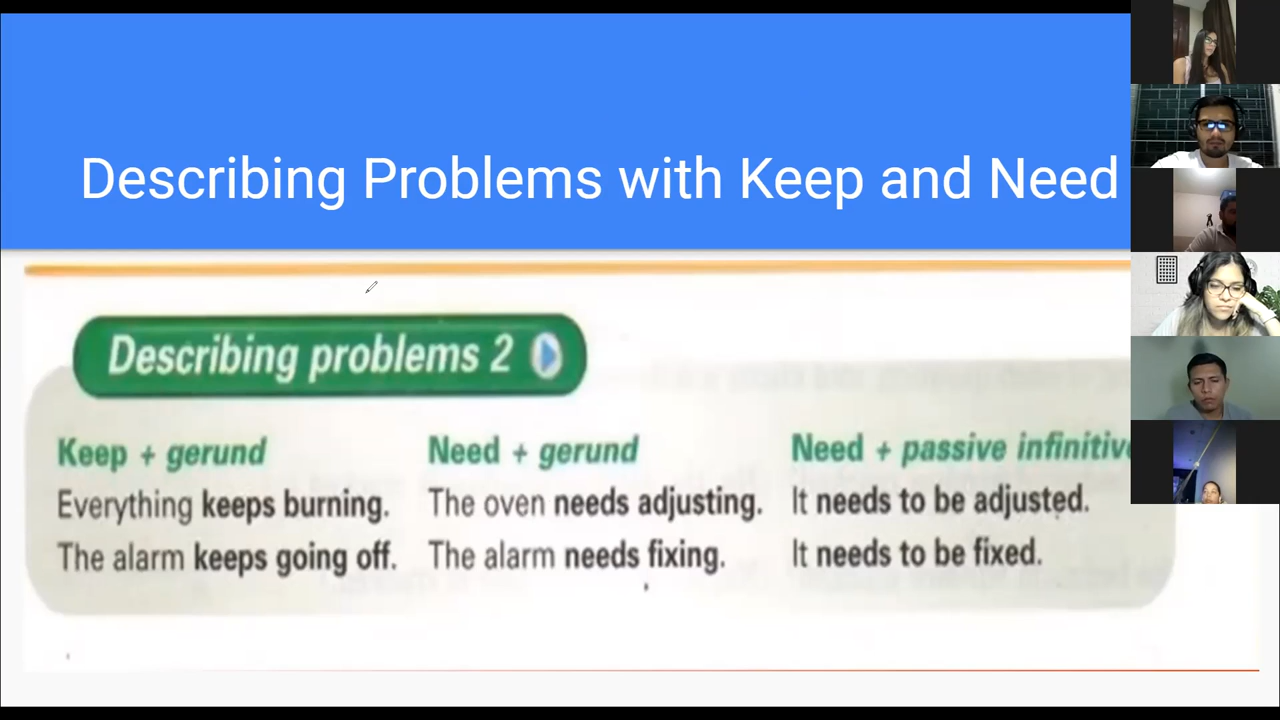 Describing Problems with Keep and Need
Describing problems 2
Keep + gerund
Everything keeps burning.
The alarm keeps going off.
Need + gerund
The oven needs adjusting.
The alarm needs fixing.
Need + passive infinitive
It needs to be adjusted.
It needs to be fixed.